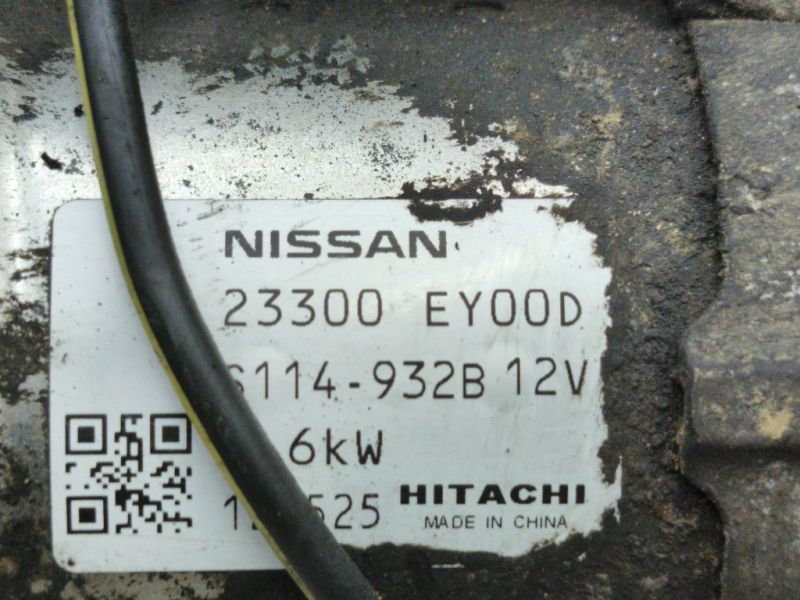 NISSAN
23300 EY00D
S114-932B 12V
6kW
HITACHI
MADE IN CHINA